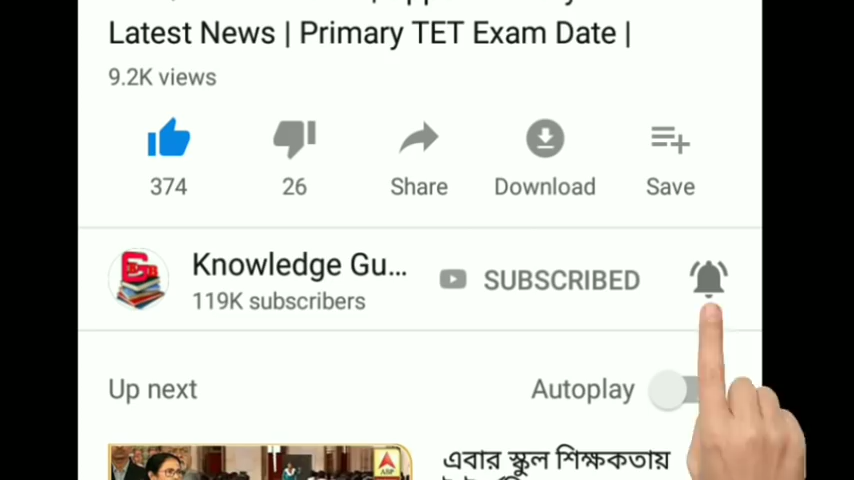 Latest News | Primary TET Exam Date |
9.2K views
374
26
Share
Download
Save
Knowledge Gu...
119K subscribers
SUBSCRIBED
Up next
Autoplay
ABP
এবার স্কুল শিক্ষকতায়